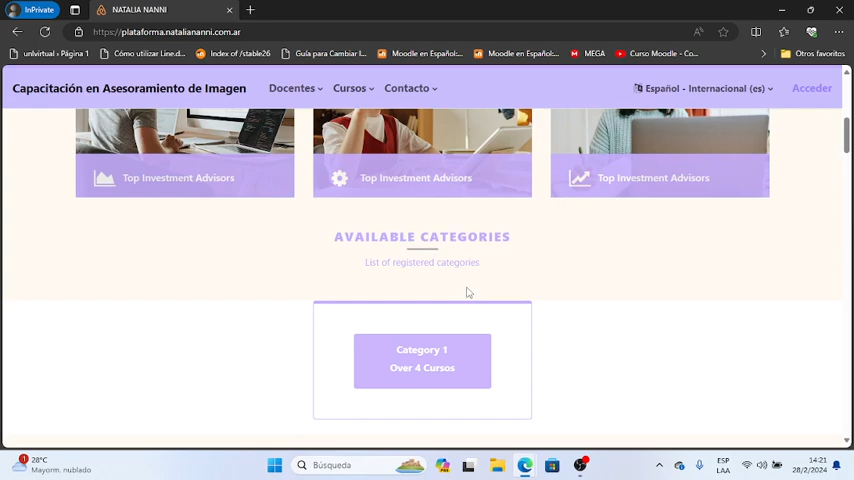 InPrivate
NATALIA NANNI
https://plataforma.nataliananni.com.ar
unlvirtual › Página 1
Cómo utilizar Line.d...
Index of /stable26
Guía para Cambiar I...
Moodle en Español:...
Moodle en Español:...
MEGA
Curso Moodle - Co...
Otros favoritos
Capacitación en Asesoramiento de Imagen
Docentes
Cursos
Contacto
Español - Internacional (es)
Acceder
Top Investment Advisors
Top Investment Advisors
Top Investment Advisors
AVAILABLE CATEGORIES
List of registered categories
Category 1
Over 4 Cursos
28°C
Mayorm. nublado
Búsqueda
ESP
LAA
14:21
28/2/2024